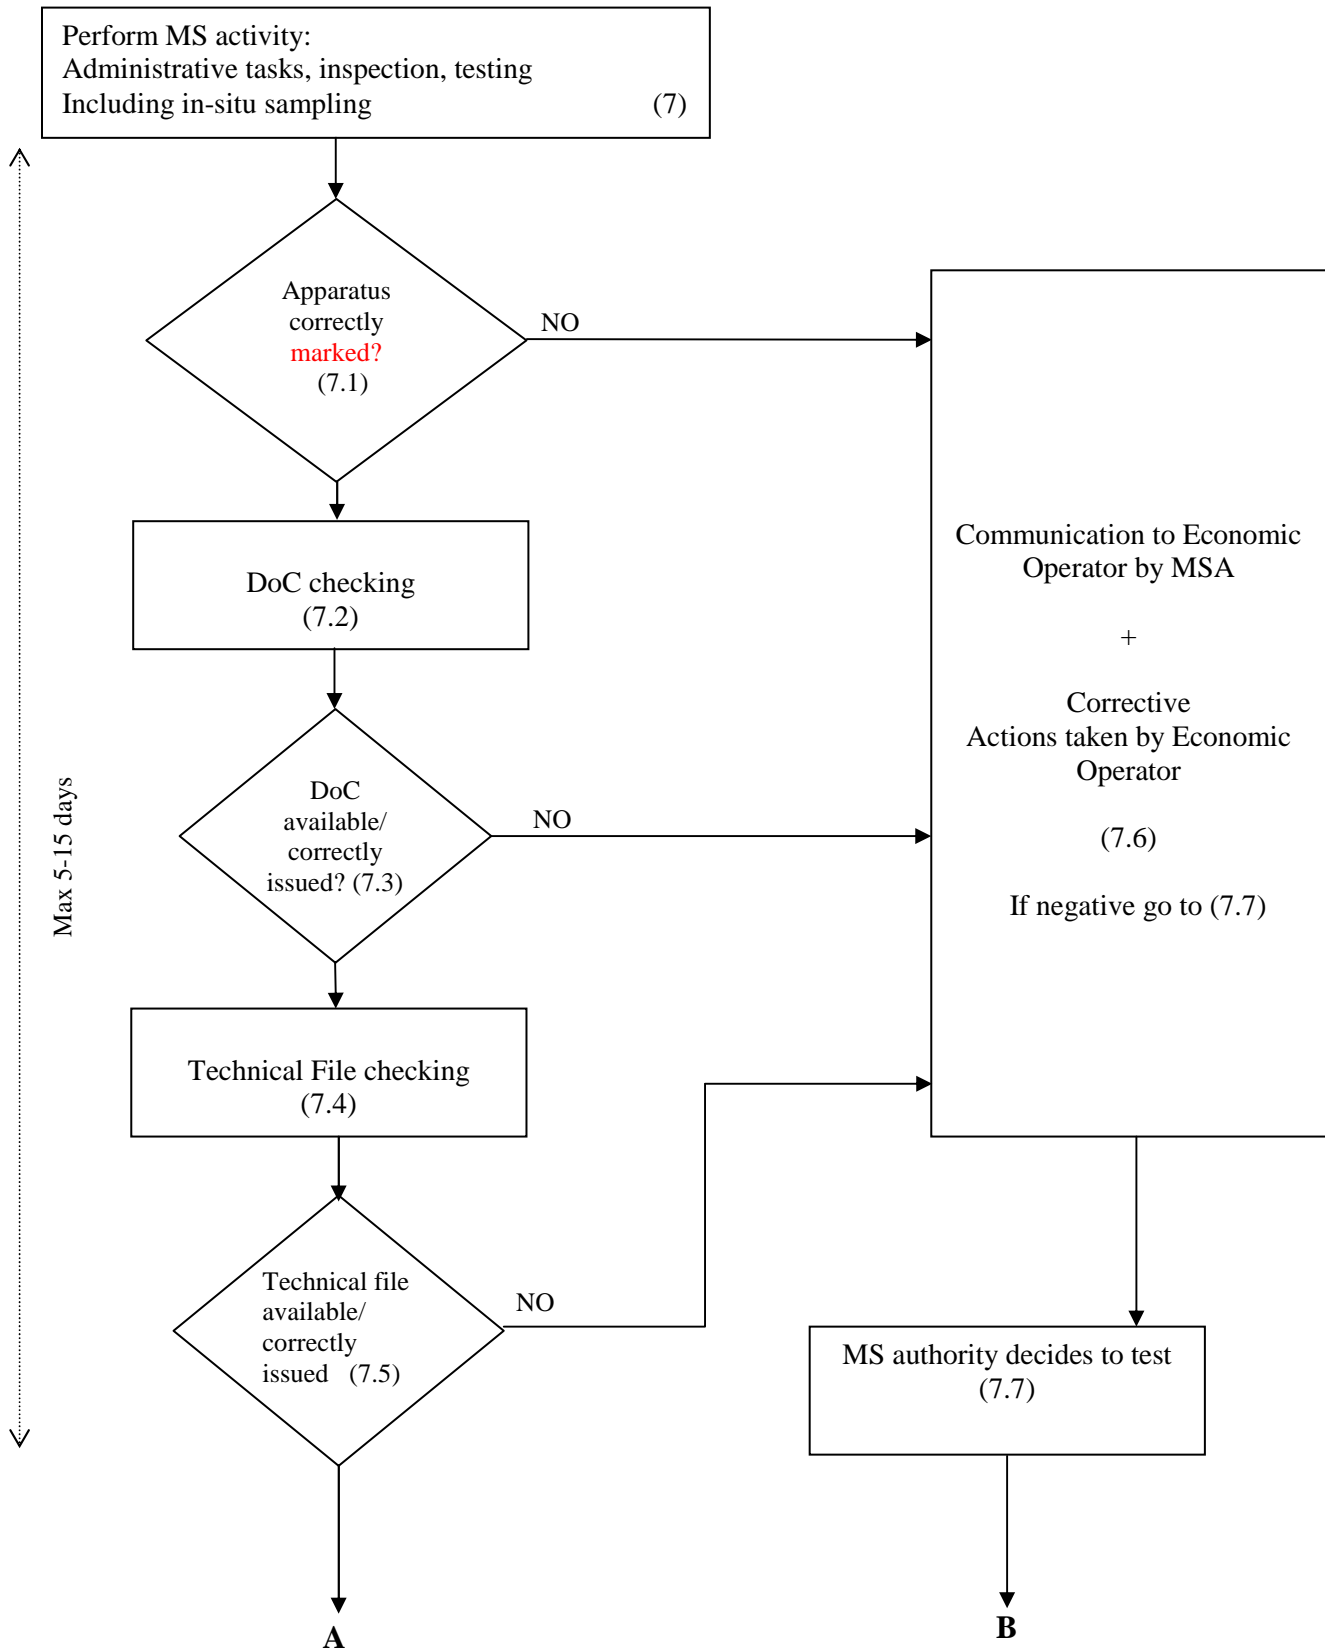 Perform MS activity:
Administrative tasks, inspection, testing
Including in-situ sampling (7)
Apparatus
correctly
marked?
(7.1)
NO
DoC checking
(7.2)
DoC
available/
correctly
issued? (7.3)
NO
Technical File checking
(7.4)
Technical file
available/
correctly
issued (7.5)
NO
Max 5-15 days
Communication to Economic
Operator by MSA
+
Corrective
Actions taken by Economic
Operator
(7.6)
If negative go to (7.7)
MS authority decides to test
(7.7)
A
B